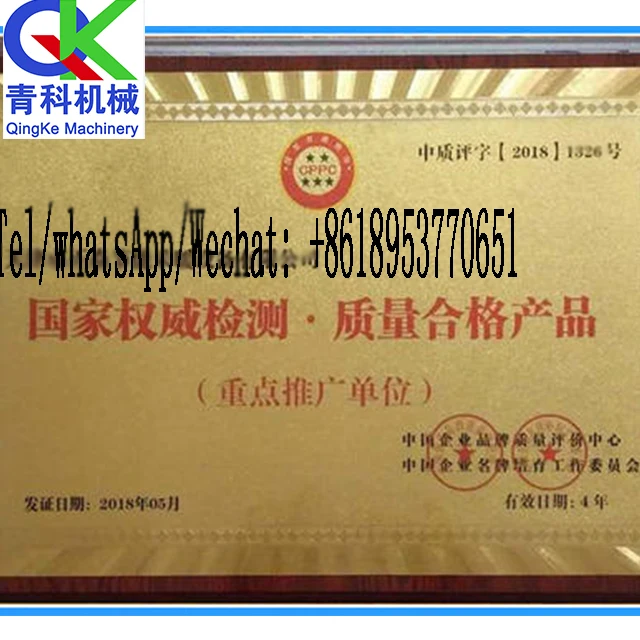 QK
青科机械
QingKe Machinery
中质评字【2018】1326号
CPPC
Tel/whatsApp/Wechat: +8618953770651
公司
国家权威检测·质量合格产品
（重点推广单位）
中国企业品牌质量评价中心
中国企业名牌培育工作委员会
发证日期: 2018年05月
有效日期: 4年